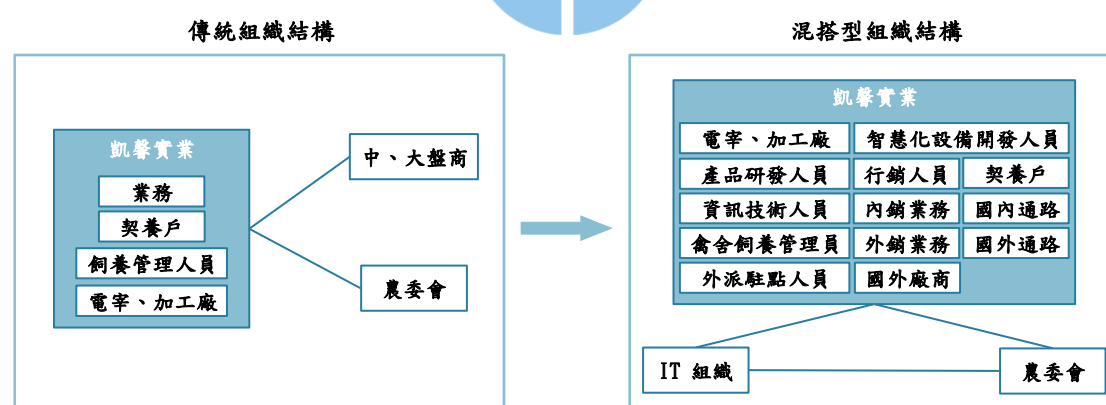 傳統組織結構
凱馨實業
業務
契養戶
飼養管理人員
電宰、加工廠
中、大盤商
農委會
混搭型組織結構
凱馨實業
電宰、加工廠 智慧化設備開發人員
產品研發人員 行銷人員 契養戶
資訊技術人員 內銷業務 國內通路
禽舍飼養管理員 外銷業務 國外通路
外派駐點人員 國外廠商
IT 組織
農委會